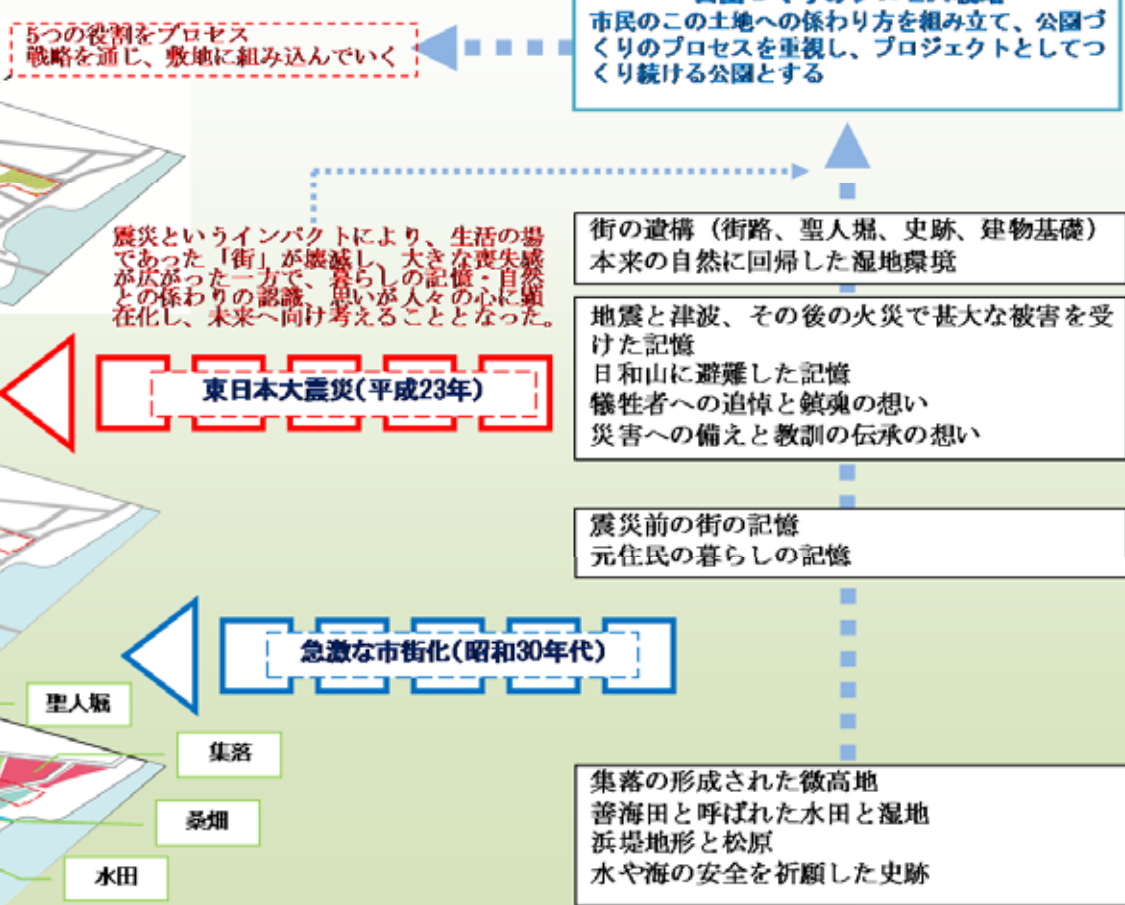 市民のこの土地への係わり方を組み立て、公園づ
くりのプロセスを重視し、プロジェクトとしてつ
くり続ける公園とする
5つの役割をプロセス
戦略を通じ、敷地に組み込んでいく
震災というインパクトにより、生活の場
であった「街」が壊滅し、大きな喪失感
が広がった一方で、暮らしの記憶・自然
との係わりの認識、思いが人々の心に顕
在化し、未来へ向け考えることとなった。
街の遺構（街路、聖人堀、史跡、建物基礎）
本来の自然に回帰した湿地環境
地震と津波、その後の火災で甚大な被害を受
けた記憶
日和山に避難した記憶
犠牲者への追悼と鎮魂の想い
災害への備えと教訓の伝承の想い
東日本大震災(平成23年)
震災前の街の記憶
元住民の暮らしの記憶
急激な市街化(昭和30年代)
聖人堀
集落
桑畑
水田
集落の形成された微高地
善海田と呼ばれた水田と湿地
浜堤地形と松原
水や海の安全を祈願した史跡